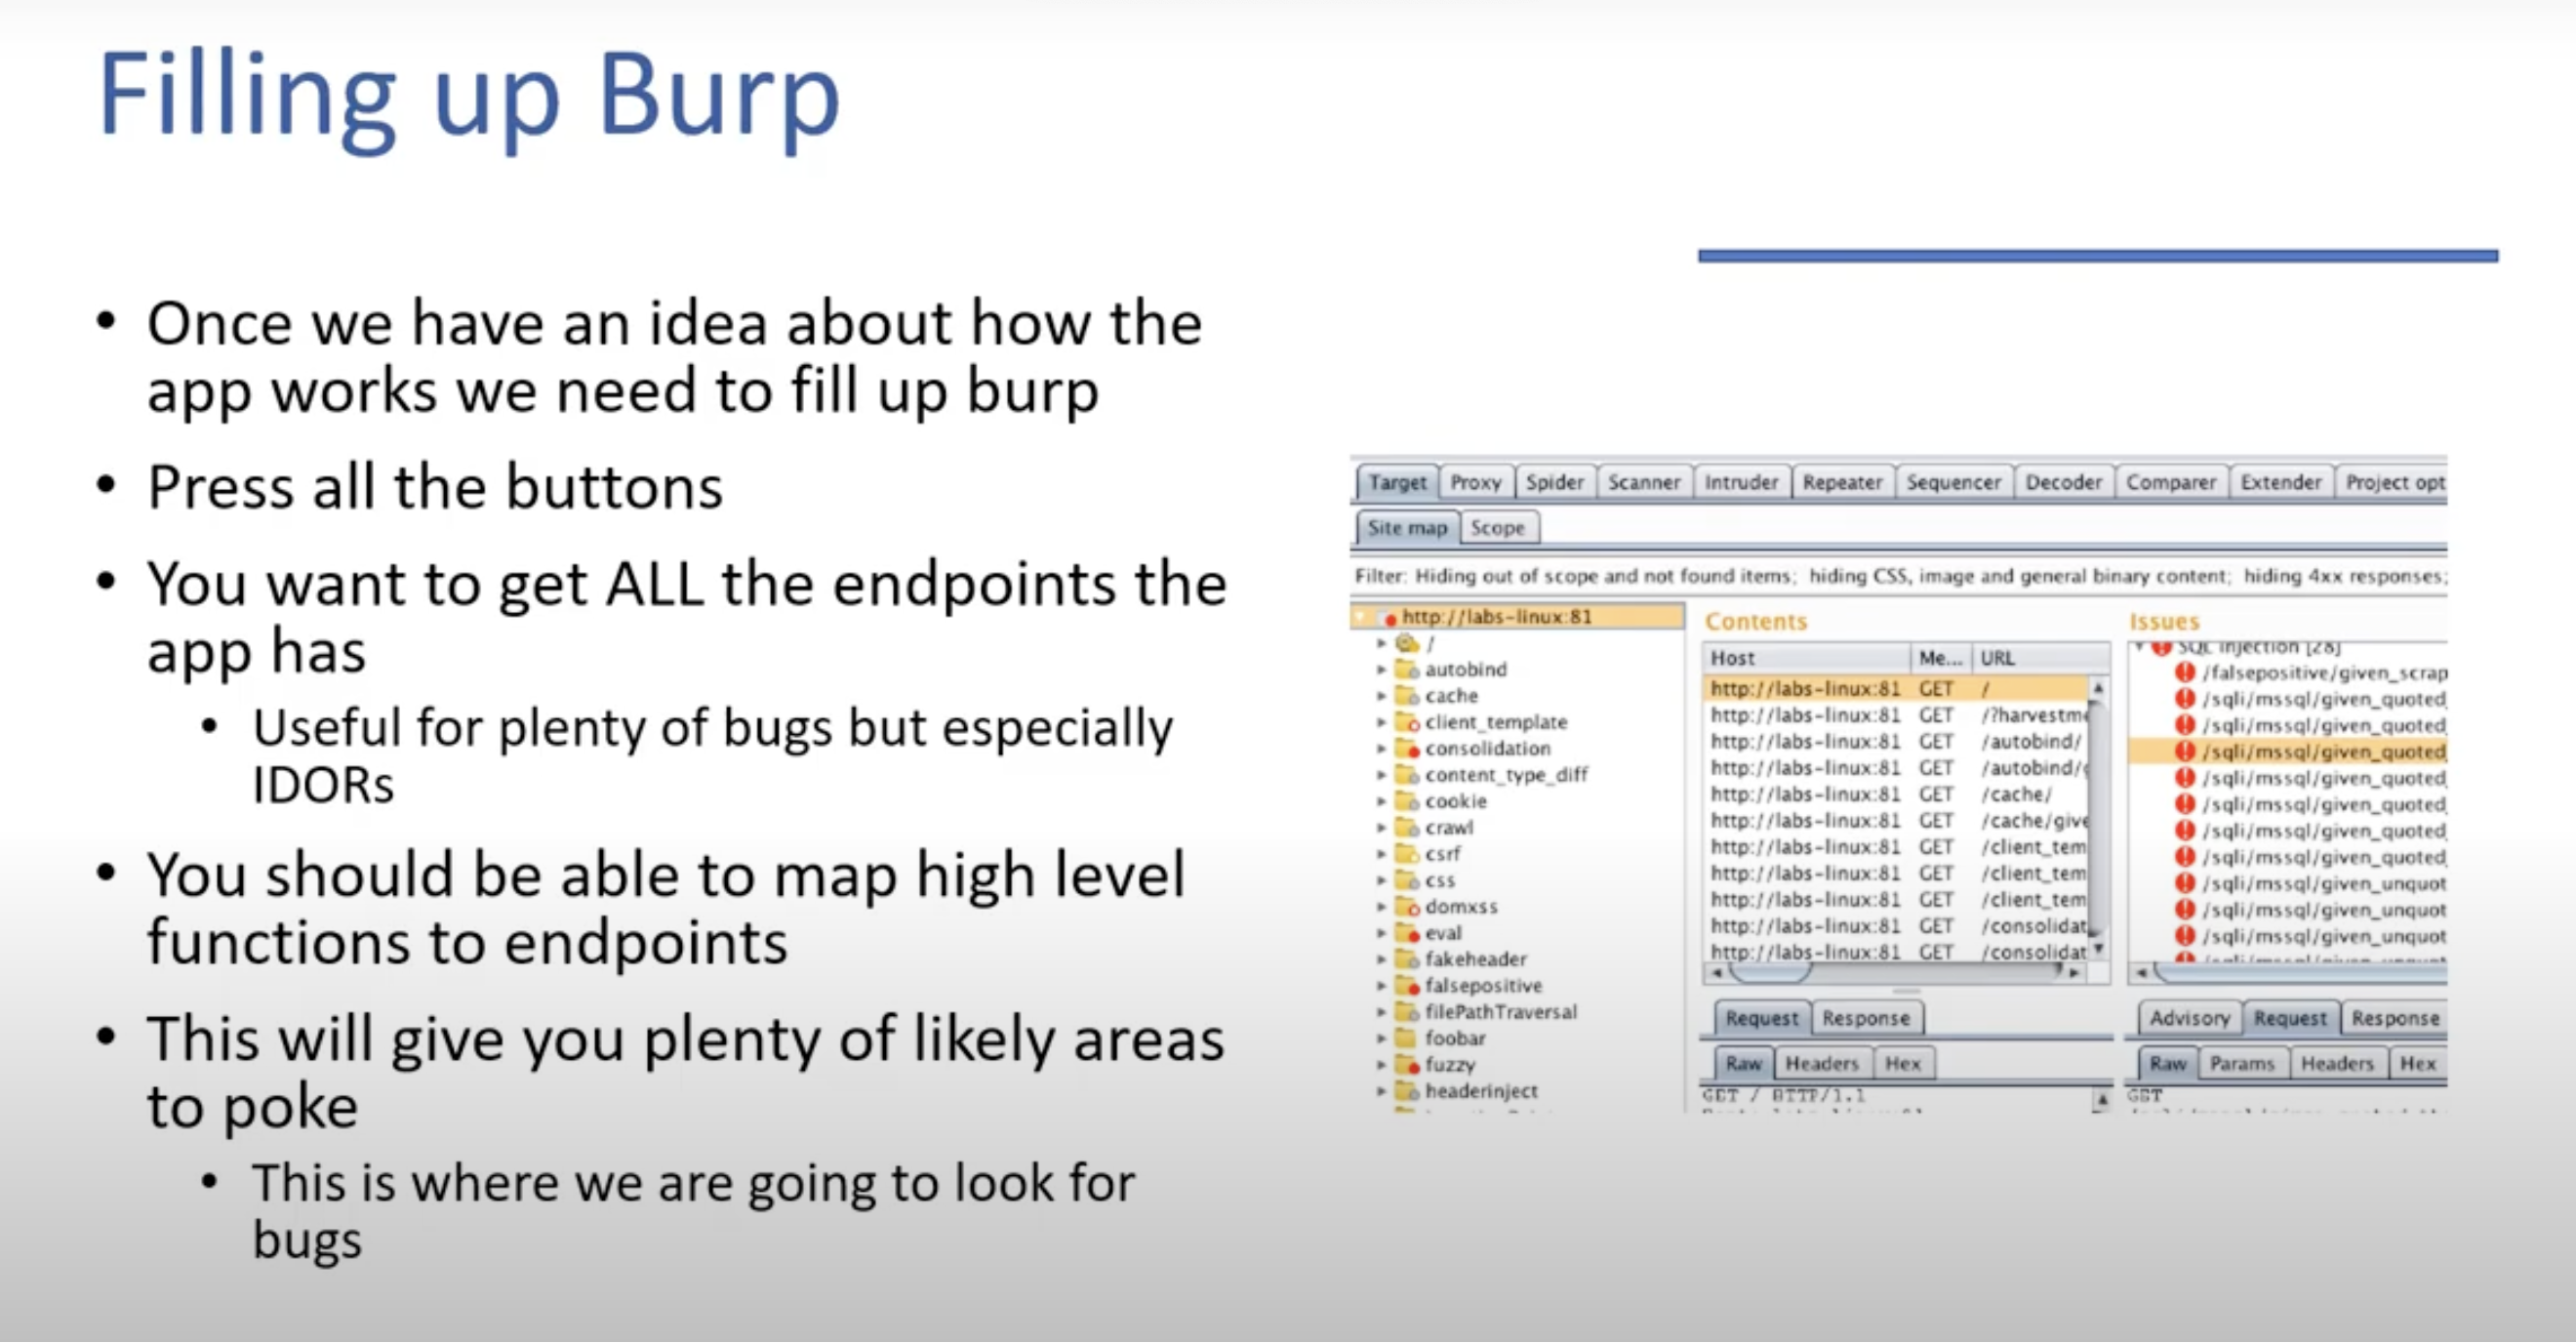 Filling up Burp
• Once we have an idea about how the
app works we need to fill up burp
• Press all the buttons
• You want to get ALL the endpoints the
app has
• Useful for plenty of bugs but especially
IDORs
• You should be able to map high level
functions to endpoints
• This will give you plenty of likely areas
to poke
• This is where we are going to look for
bugs
Target Proxy Spider Scanner Intruder Repeater Sequencer Decoder Comparer Extender Project opt
Site map Scope
Filter: Hiding out of scope and not found items; hiding CSS, image and general binary content; hiding 4xx responses;
http://labs-linux:81
/
autobind
cache
client_template
consolidation
content_type_diff
cookie
crawl
csrf
css
domxss
eval
fakeheader
falsepositive
filePathTraversal
foobar
fuzzy
headerinject
Contents
Host Me... URL
http://labs-linux:81 GET /
http://labs-linux:81 GET /?harvestm
http://labs-linux:81 GET /autobind/
http://labs-linux:81 GET /autobind/
http://labs-linux:81 GET /cache/
http://labs-linux:81 GET /cache/give
http://labs-linux:81 GET /client_tem
http://labs-linux:81 GET /client_tem
http://labs-linux:81 GET /client_tem
http://labs-linux:81 GET /consolidat
http://labs-linux:81 GET /consolidat
Request Response
Raw Headers Hex
GET / HTTP/1.1
Issues
SQL injection [28]
/falsepositive/given_scrap
/sqli/mssql/given_quoted_
/sqli/mssql/given_quoted_
/sqli/mssql/given_quoted_
/sqli/mssql/given_quoted_
/sqli/mssql/given_quoted_
/sqli/mssql/given_quoted_
/sqli/mssql/given_quoted_
/sqli/mssql/given_unquot
/sqli/mssql/given_unquot
/sqli/mssql/given_unquot
Advisory Request Response
Raw Params Headers Hex
GET